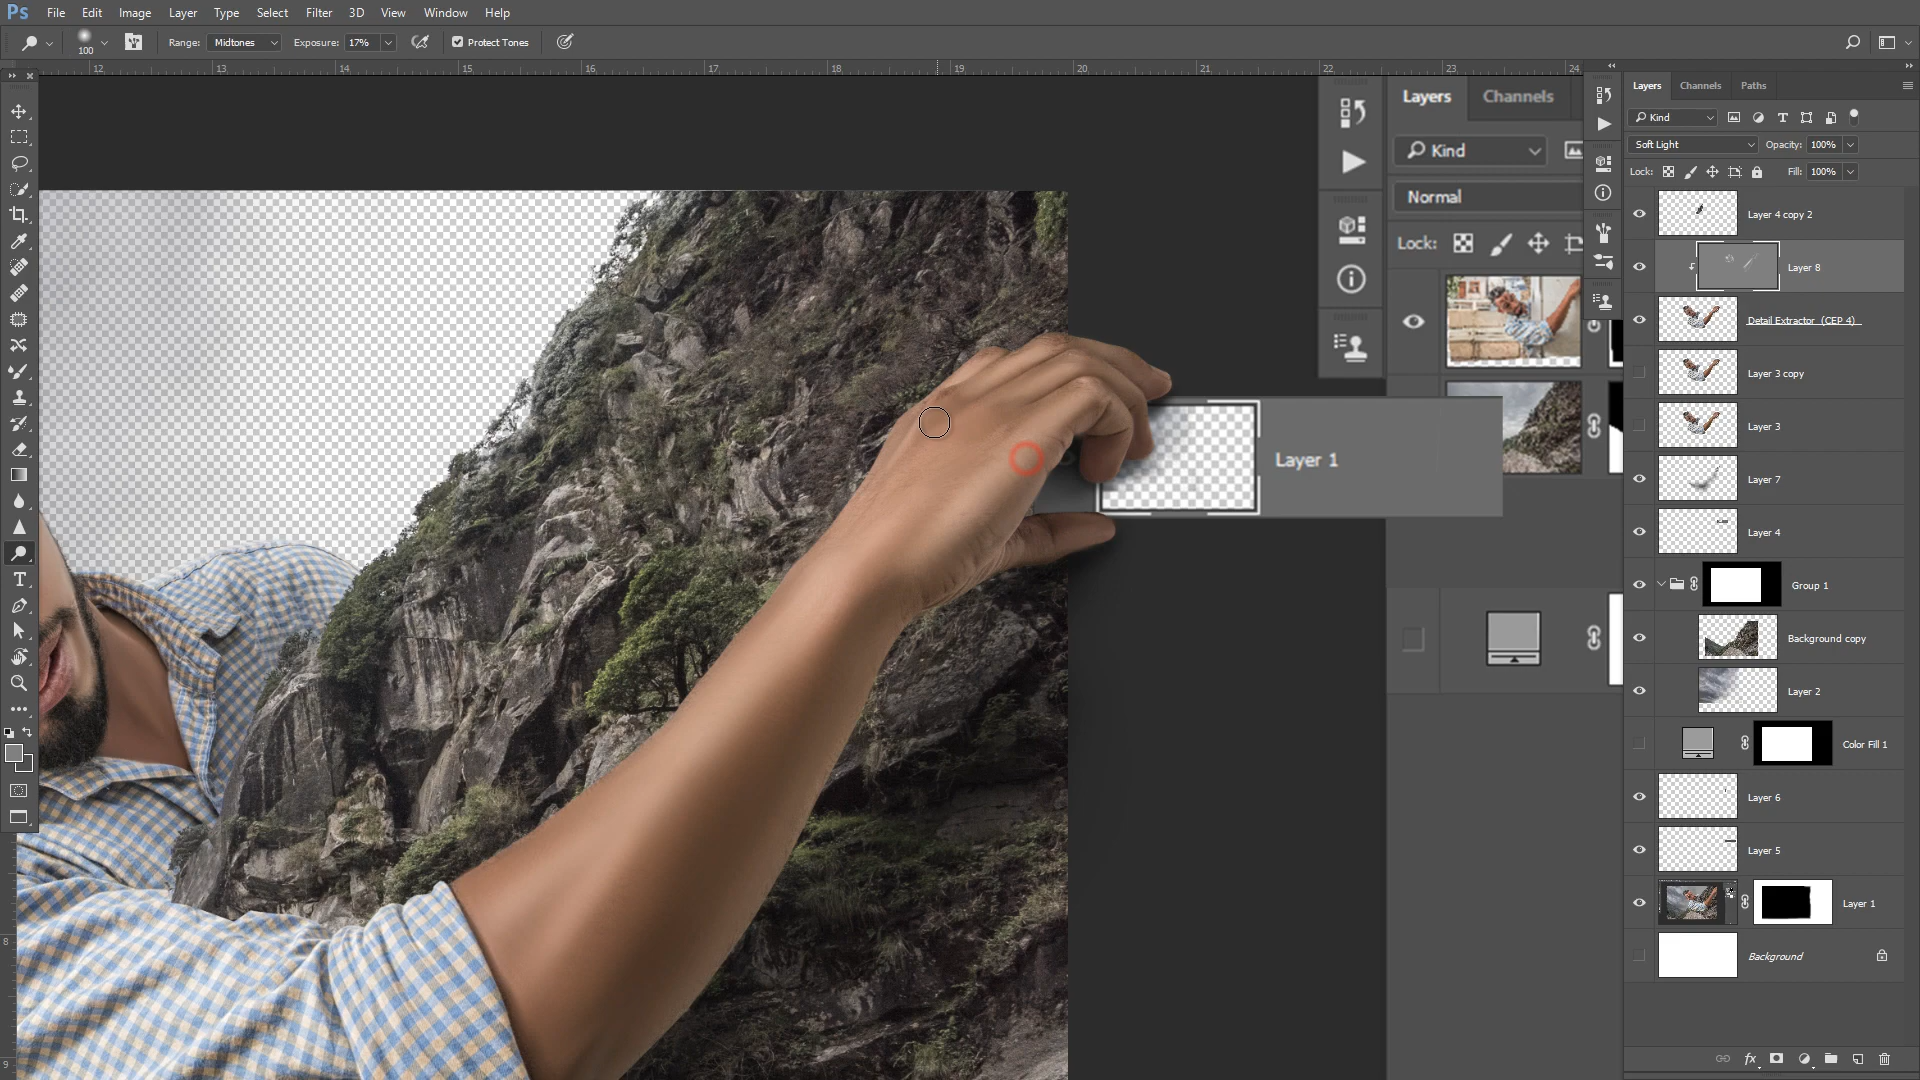 Ps File Edit Image Layer Type Select Filter 3D View Window Help
100 Range: Midtones Exposure: 17% Protect Tones
12 13 14 15 16 17 18 19 20 21 22 23 24
Layers Channels
Kind
Normal
Lock:
Layer 1
8
9
Layers Channels Paths
Kind
Soft Light Opacity: 100%
Lock: Fill: 100%
Layer 4 copy 2
Layer 8
Detail Extractor (CEP 4)
Layer 3 copy
Layer 3
Layer 7
Layer 4
Group 1
Background copy
Layer 2
Color Fill 1
Layer 6
Layer 5
Layer 1
Background
fx